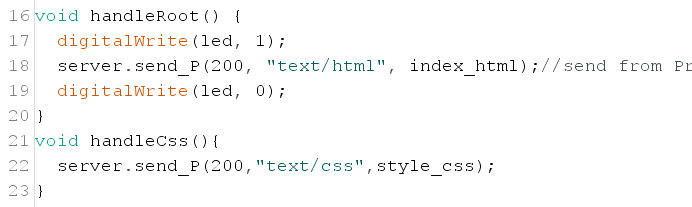 16 void handleRoot() {
17   digitalWrite(led, 1);
18   server.send_P(200, "text/html", index_html);//send from Pr
19   digitalWrite(led, 0);
20 }
21 void handleCss(){
22   server.send_P(200,"text/css",style_css);
23 }